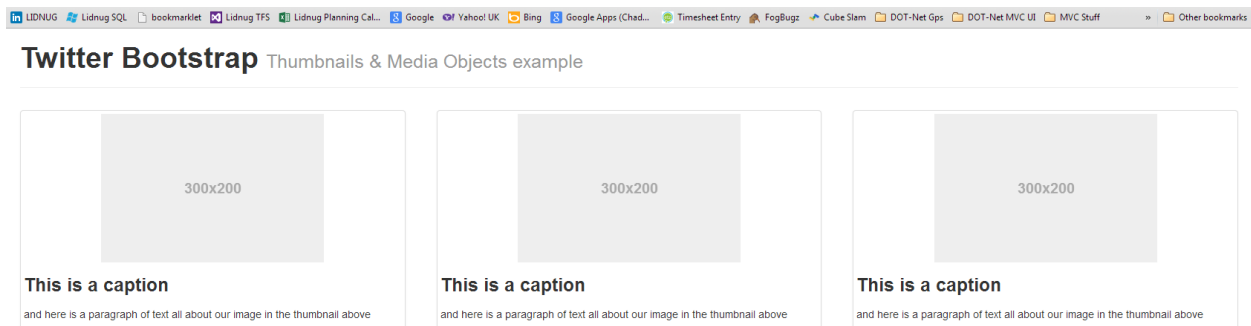 LIDNUG Lidnug SQL bookmarklet Lidnug TFS Lidnug Planning Cal... Google Yahoo! UK Bing Google Apps (Chad... Timesheet Entry FogBugz Cube Slam DOT-Net Gps DOT-Net MVC UI MVC Stuff » Other bookmarks
Twitter Bootstrap Thumbnails & Media Objects example
300x200 300x200 300x200
This is a caption This is a caption This is a caption
and here is a paragraph of text all about our image in the thumbnail above and here is a paragraph of text all about our image in the thumbnail above and here is a paragraph of text all about our image in the thumbnail above